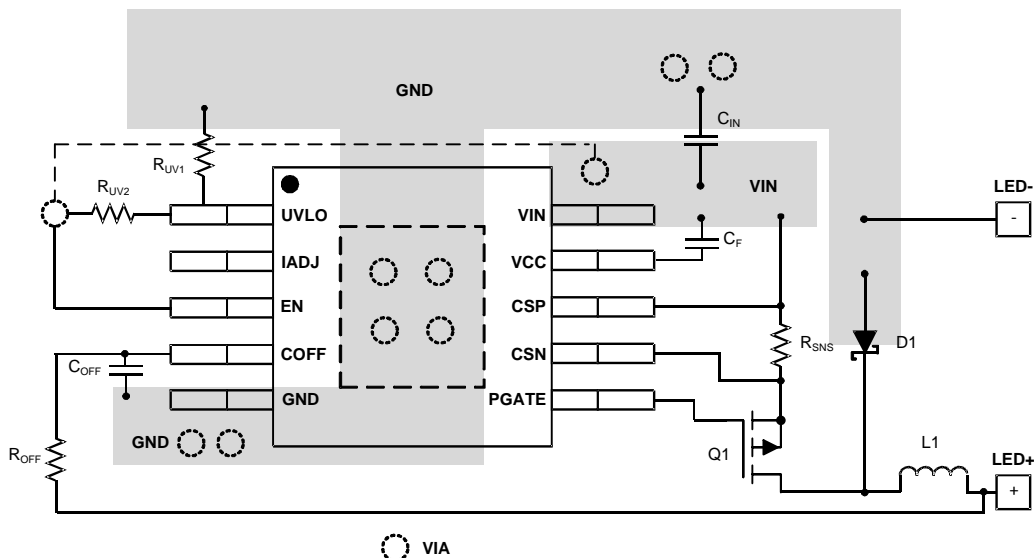 GND
C_IN
R_UV1
R_UV2
VIN
LED-
-
UVLO
VIN
C_F
IADJ
VCC
EN
CSP
R_SNS
D1
COFF
CSN
C_OFF
GND
PGATE
GND
Q1
L1
R_OFF
LED+
+
VIA